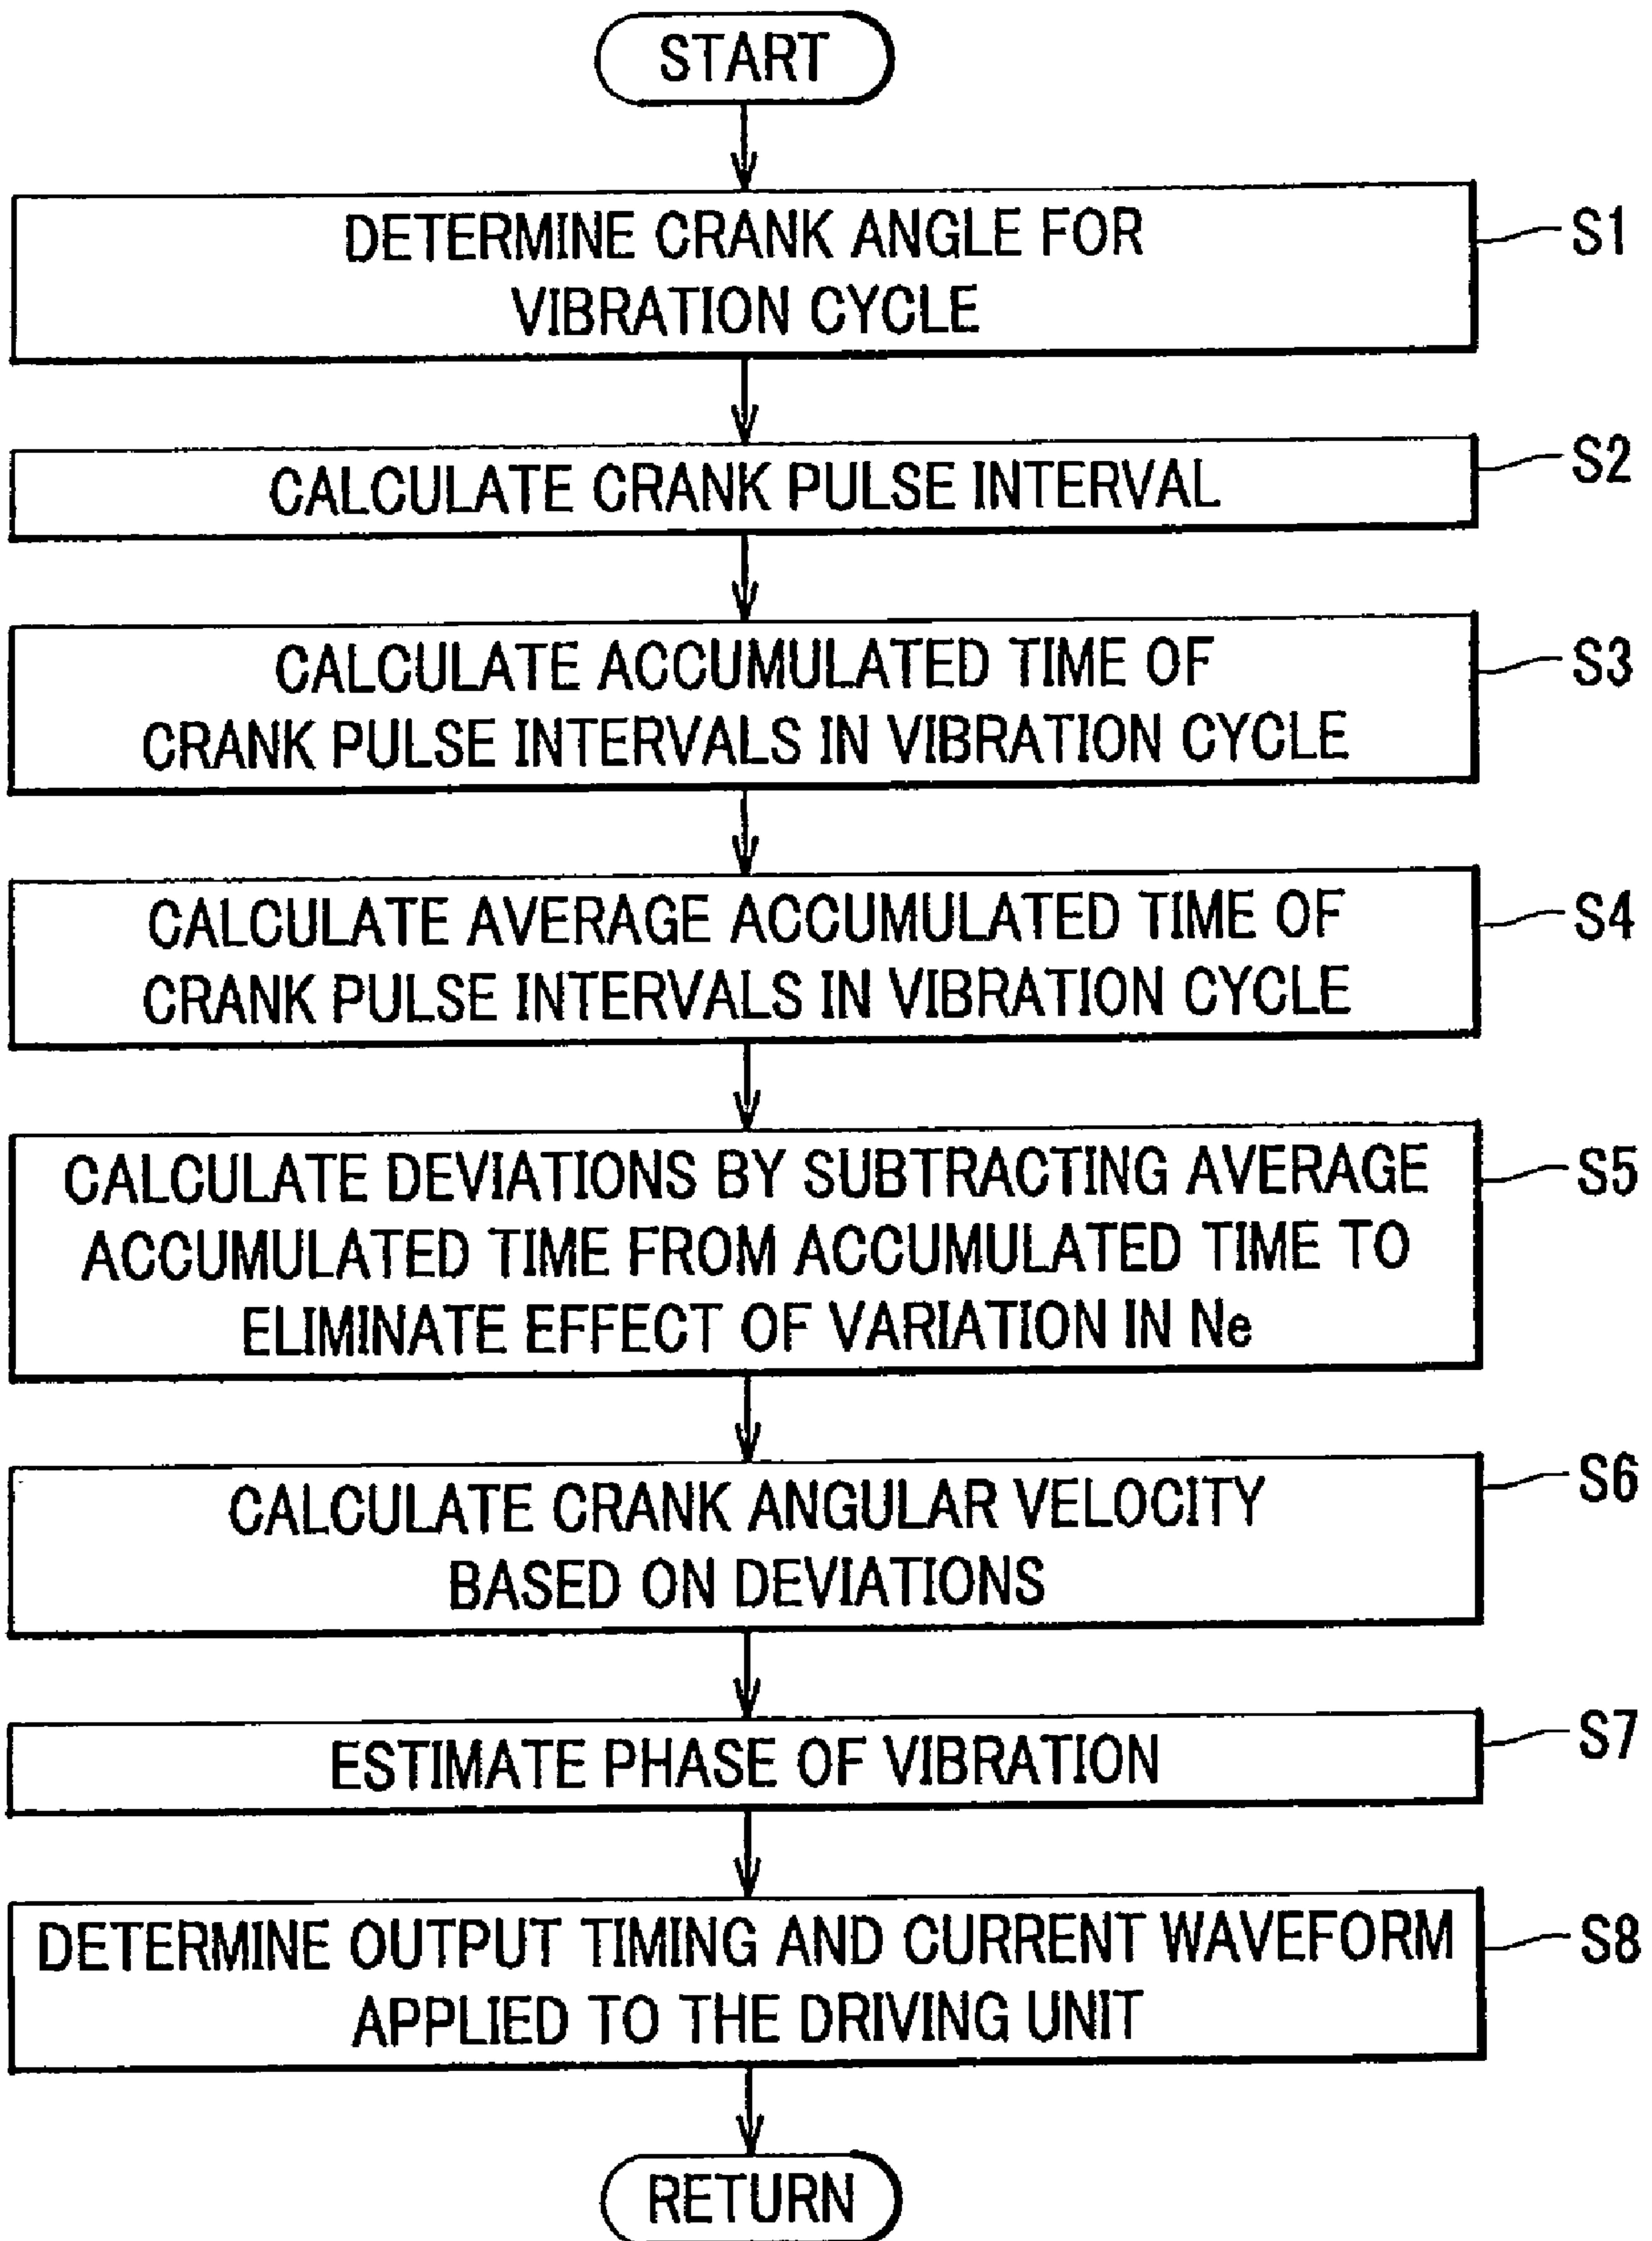 START
DETERMINE CRANK ANGLE FOR
VIBRATION CYCLE
S1
CALCULATE CRANK PULSE INTERVAL
S2
CALCULATE ACCUMULATED TIME OF
CRANK PULSE INTERVALS IN VIBRATION CYCLE
S3
CALCULATE AVERAGE ACCUMULATED TIME OF
CRANK PULSE INTERVALS IN VIBRATION CYCLE
S4
CALCULATE DEVIATIONS BY SUBTRACTING AVERAGE
ACCUMULATED TIME FROM ACCUMULATED TIME TO
ELIMINATE EFFECT OF VARIATION IN Ne
S5
CALCULATE CRANK ANGULAR VELOCITY
BASED ON DEVIATIONS
S6
ESTIMATE PHASE OF VIBRATION
S7
DETERMINE OUTPUT TIMING AND CURRENT WAVEFORM
APPLIED TO THE DRIVING UNIT
S8
RETURN